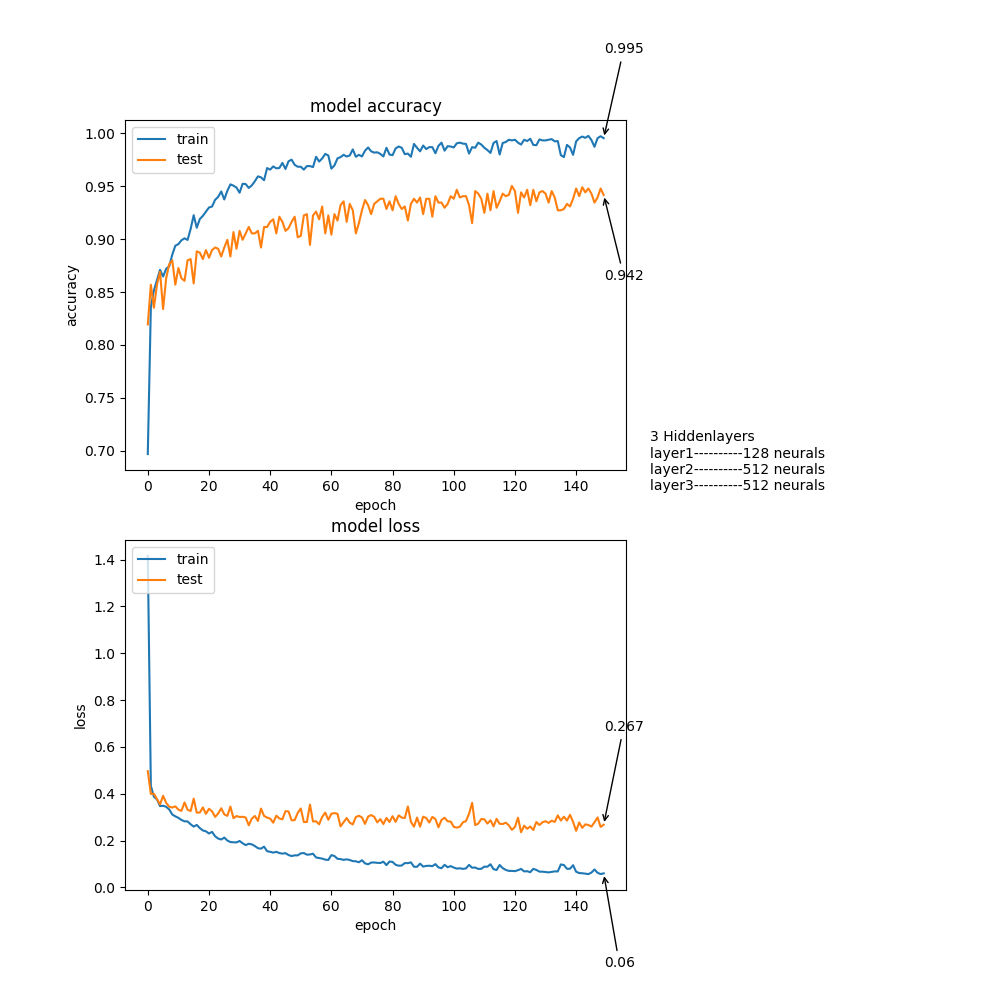 0.995
model accuracy
train
test
1.00
0.95
0.90
0.85
0.80
0.75
0.70
accuracy
0.942
0 20 40 60 80 100 120 140
epoch
3 Hiddenlayers
layer1----------128 neurals
layer2----------512 neurals
layer3----------512 neurals
model loss
train
test
1.4
1.2
1.0
0.8
0.6
0.4
0.2
0.0
loss
0.267
0 20 40 60 80 100 120 140
epoch
0.06